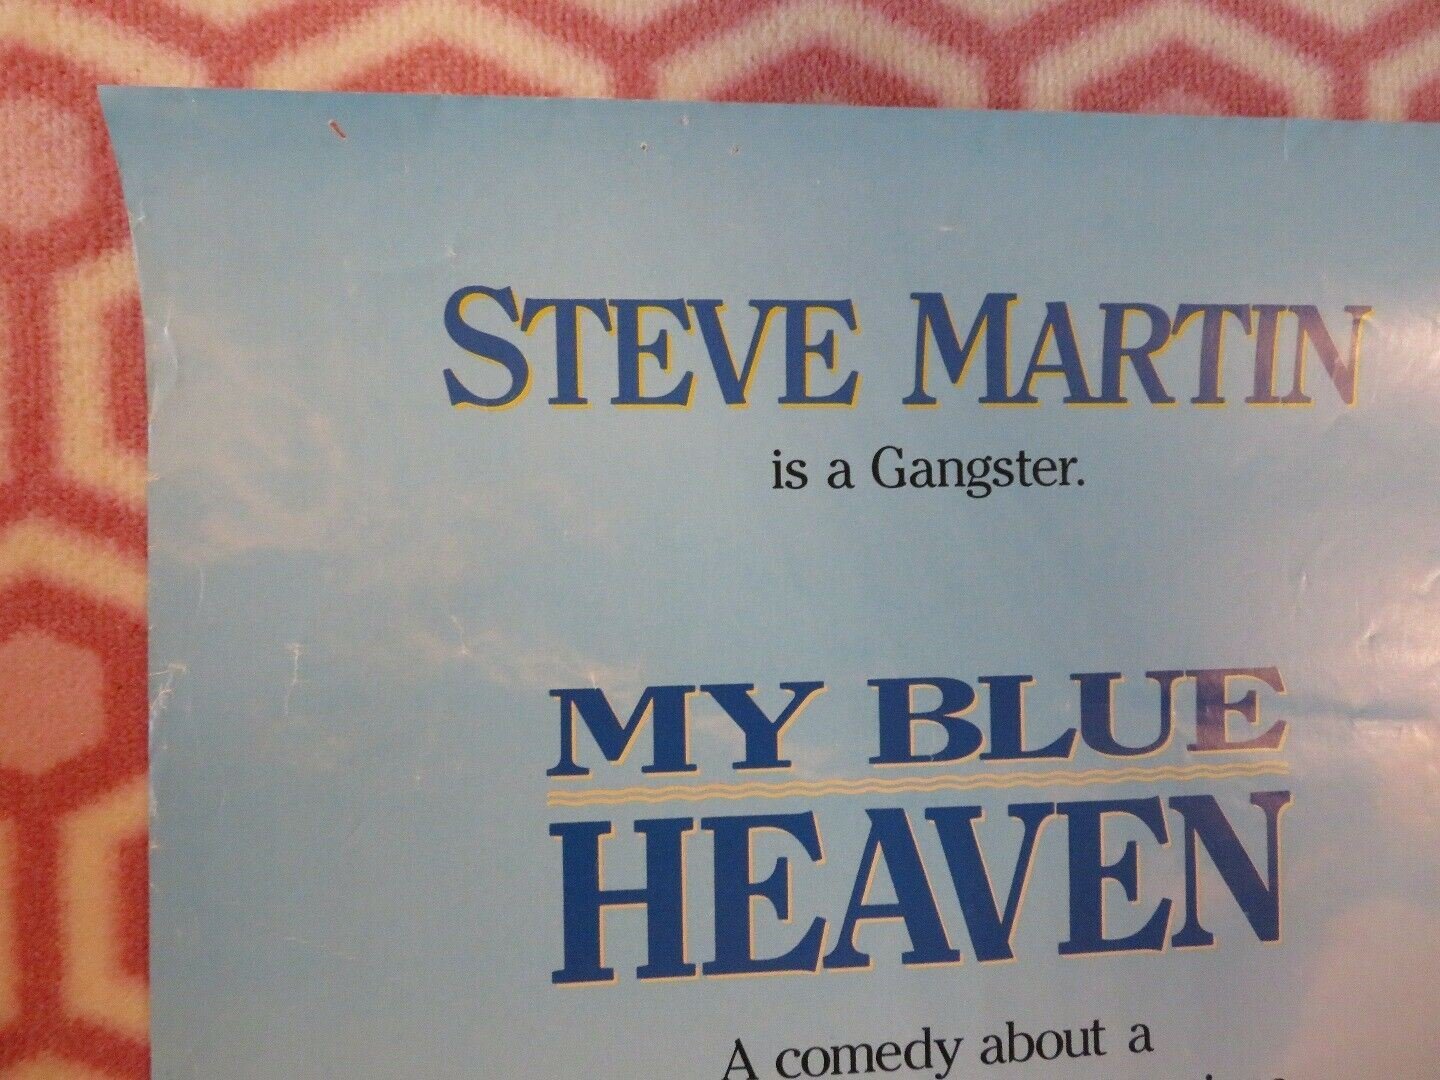 STEVE MARTIN
is a Gangster.
MY BLUE
HEAVEN
A comedy about a